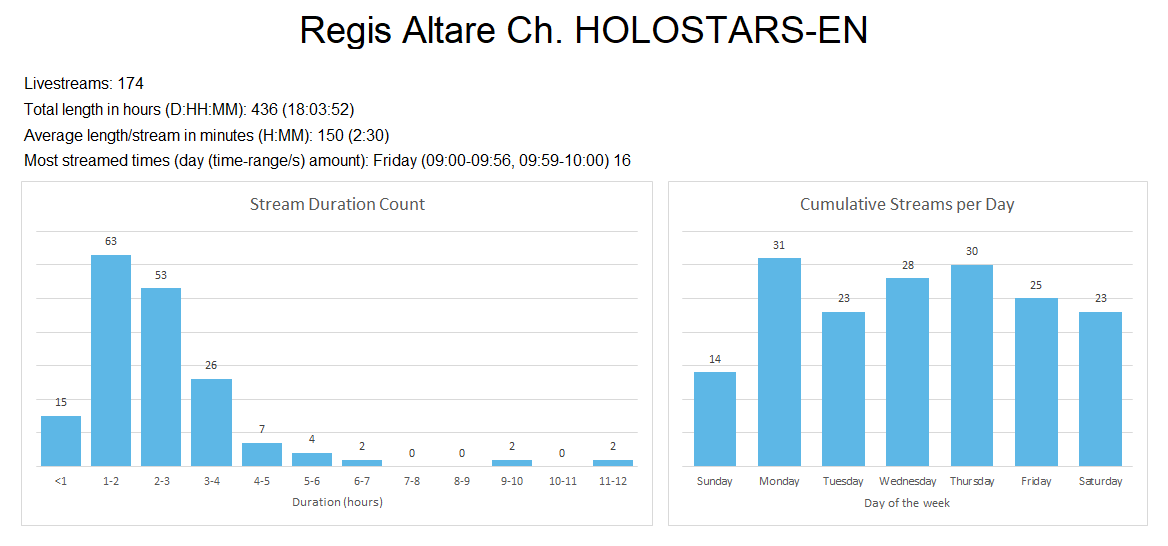 Regis Altare Ch. HOLOSTARS-EN
Livestreams: 174
Total length in hours (D:HH:MM): 436 (18:03:52)
Average length/stream in minutes (H:MM): 150 (2:30)
Most streamed times (day (time-range/s) amount): Friday (09:00-09:56, 09:59-10:00) 16
Stream Duration Count
63
53
26
15
7
4
2
0
0
2
0
2
<1 1-2 2-3 3-4 4-5 5-6 6-7 7-8 8-9 9-10 10-11 11-12
Duration (hours)
Cumulative Streams per Day
14
31
23
28
30
25
23
Sunday Monday Tuesday Wednesday Thursday Friday Saturday
Day of the week